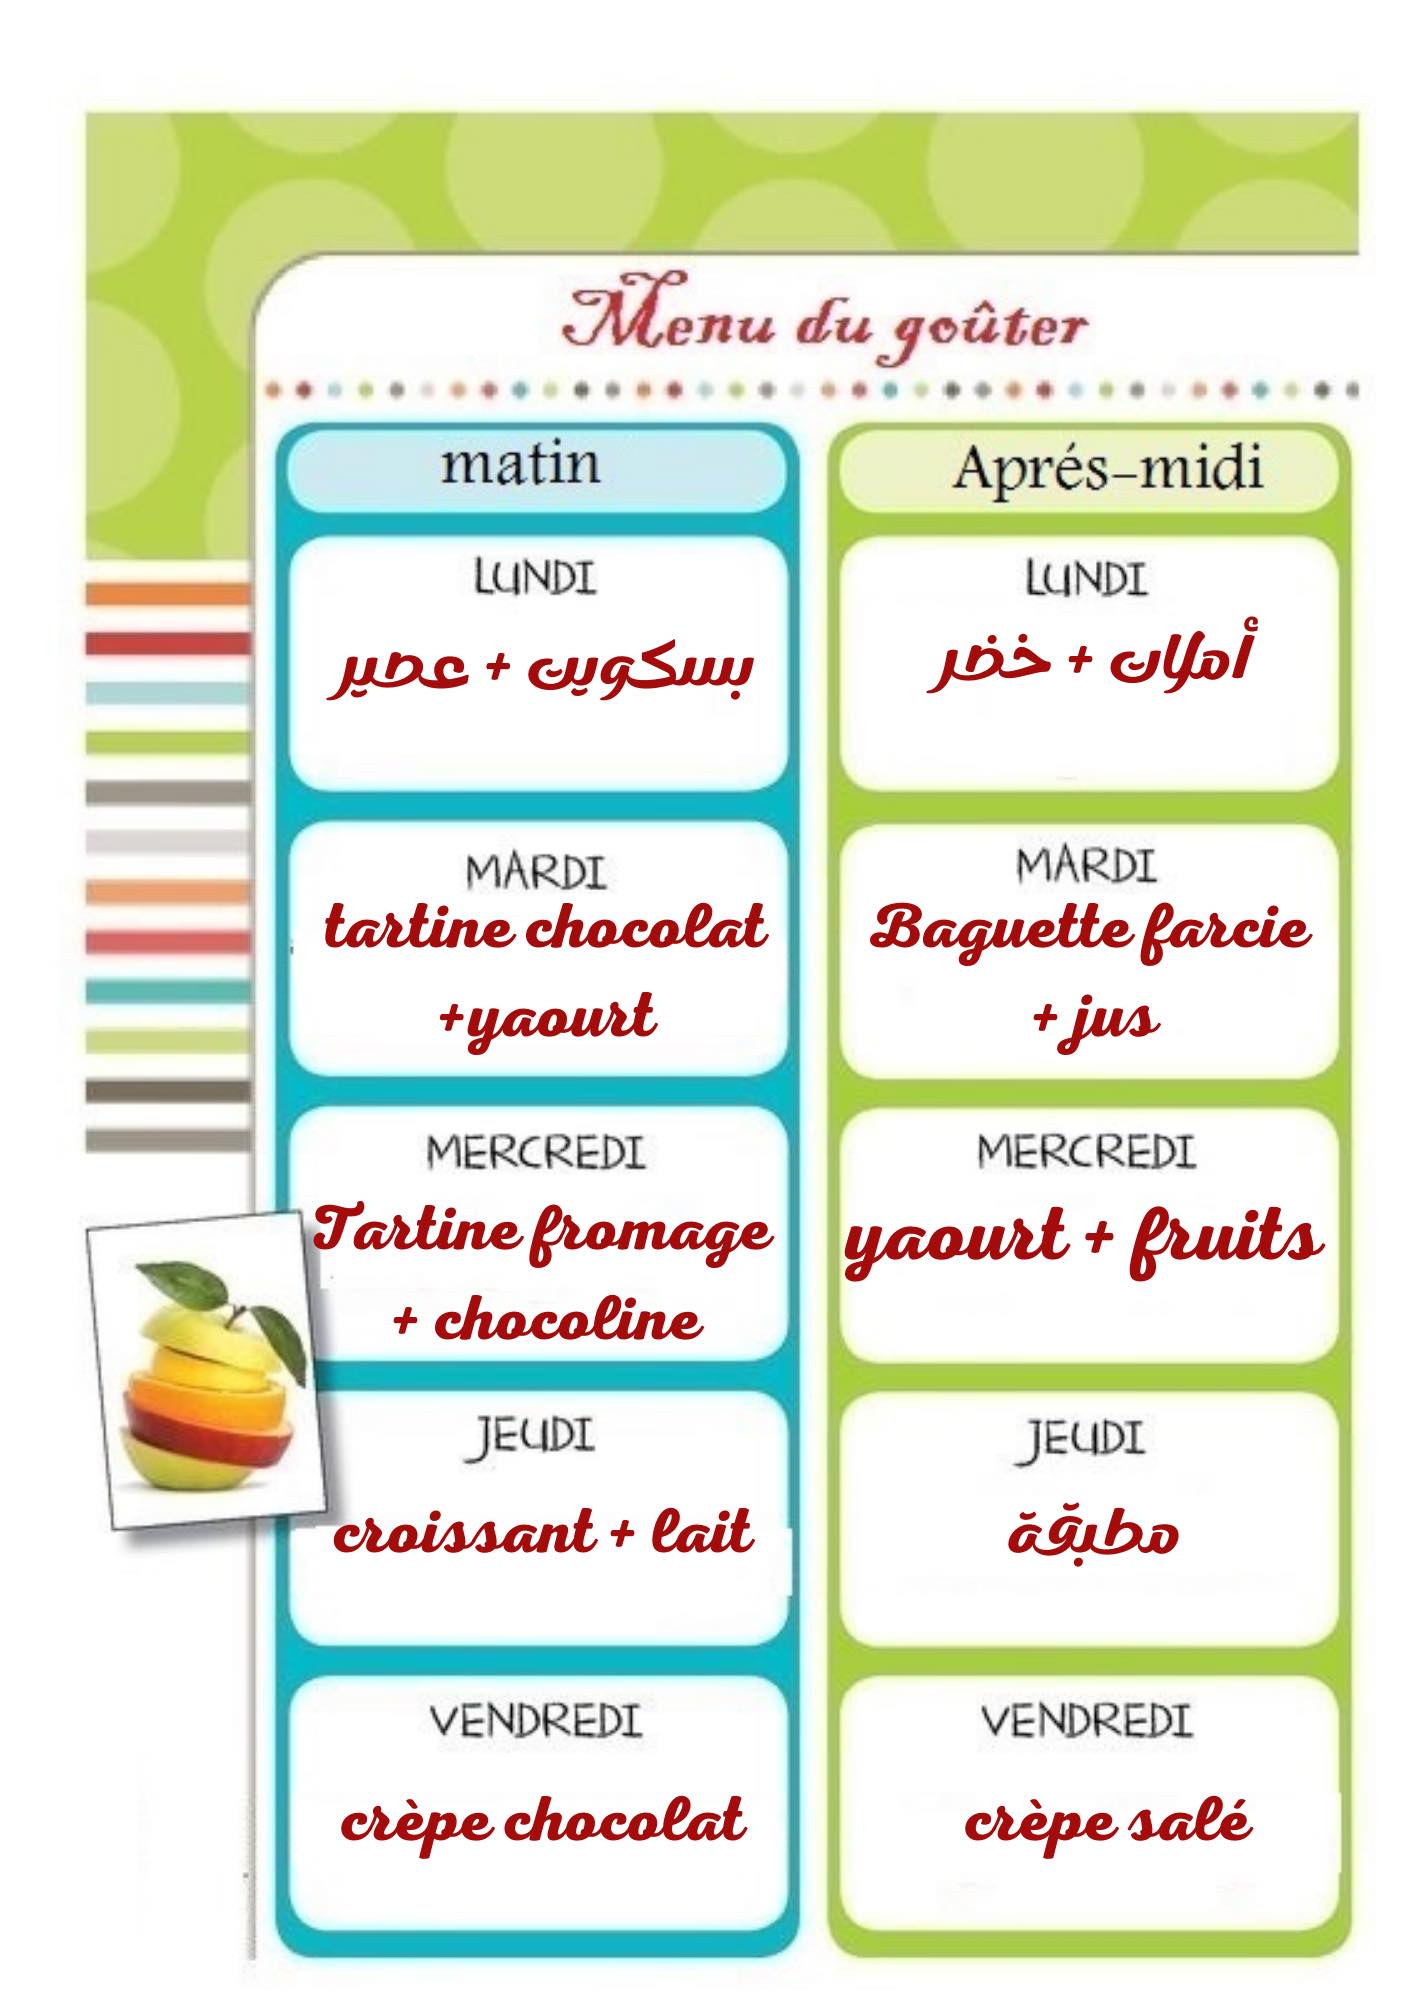 Menu du goûter
matin
LUNDI
بسكويت + عصير
MARDI
tartine chocolat
+yaourt
MERCREDI
Tartine fromage
+ chocoline
JEUDI
croissant + lait
VENDREDI
crèpe chocolat
Aprés-midi
LUNDI
أملات + خضر
MARDI
Baguette farcie
+ jus
MERCREDI
yaourt + fruits
JEUDI
مطبقة
VENDREDI
crèpe salé